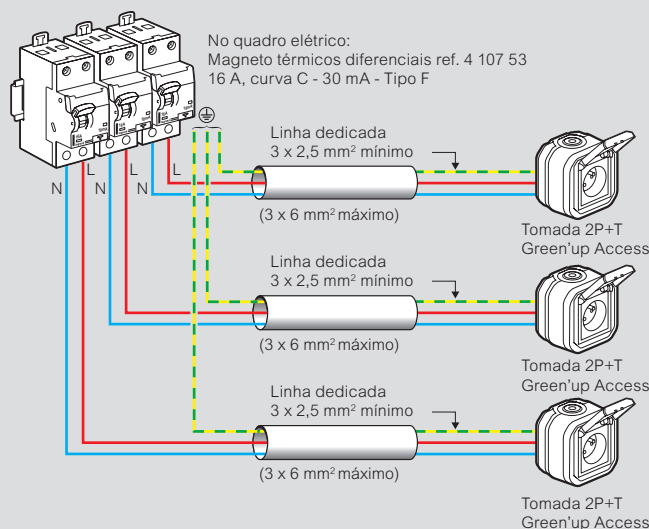 No quadro elétrico:
Magneto térmicos diferenciais ref. 4 107 53
16 A, curva C - 30 mA - Tipo F
L
L
L
N
N
N
Linha dedicada
3 x 2,5 mm² mínimo
(3 x 6 mm² máximo)
Tomada 2P+T
Green'up Access
Linha dedicada
3 x 2,5 mm² mínimo
(3 x 6 mm² máximo)
Tomada 2P+T
Green'up Access
Linha dedicada
3 x 2,5 mm² mínimo
(3 x 6 mm² máximo)
Tomada 2P+T
Green'up Access